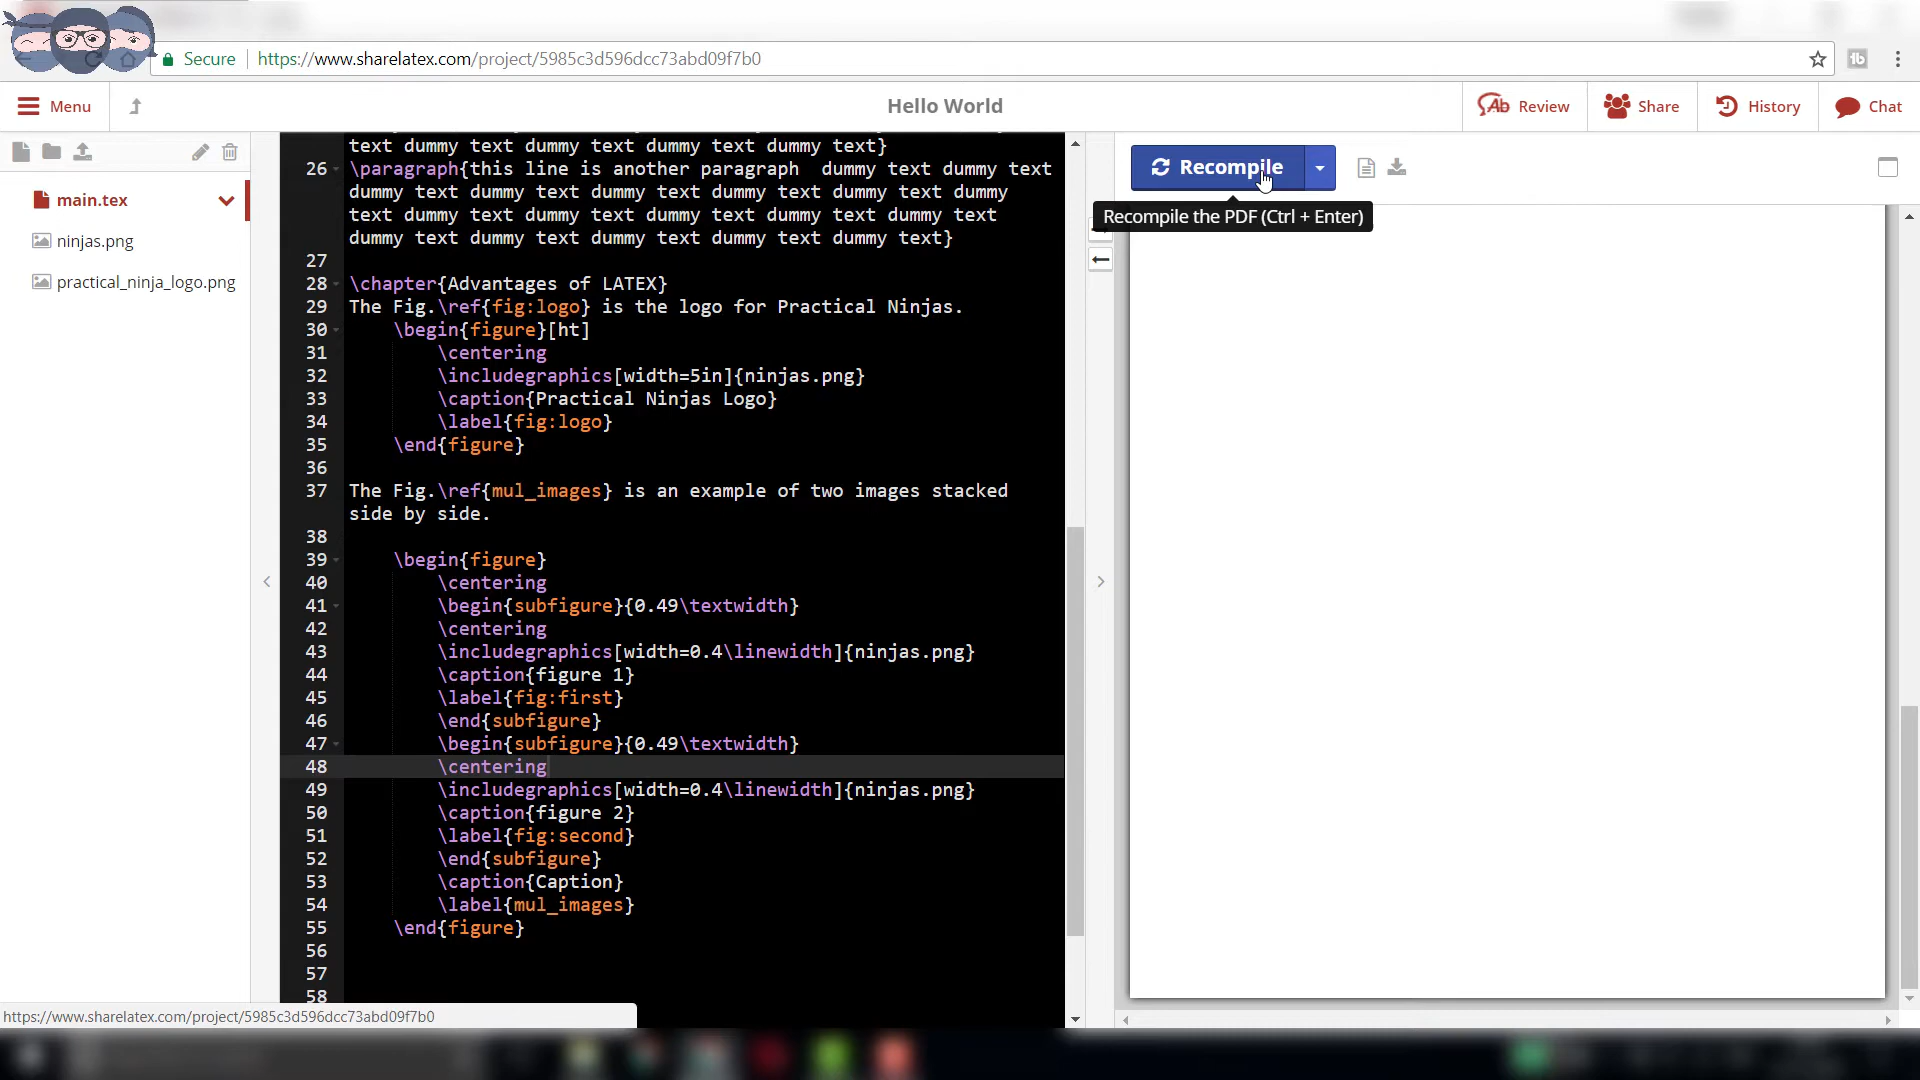 Secure https://www.sharelatex.com/project/5985c3d596dcc73abd09f7b0
Menu Hello World Review Share History Chat
main.tex
ninjas.png
practical_ninja_logo.png
text dummy text dummy text dummy text dummy text}
26 \paragraph{this line is another paragraph dummy text dummy text
dummy text dummy text dummy text dummy text dummy text dummy
text dummy text dummy text dummy text dummy text dummy text
dummy text dummy text dummy text dummy text dummy text}
27
28 \chapter{Advantages of LATEX}
29 The Fig.\ref{fig:logo} is the logo for Practical Ninjas.
30 \begin{figure}[ht]
31 \centering
32 \includegraphics[width=5in]{ninjas.png}
33 \caption{Practical Ninjas Logo}
34 \label{fig:logo}
35 \end{figure}
36
37 The Fig.\ref{mul_images} is an example of two images stacked
side by side.
38
39 \begin{figure}
40 \centering
41 \begin{subfigure}{0.49\textwidth}
42 \centering
43 \includegraphics[width=0.4\linewidth]{ninjas.png}
44 \caption{figure 1}
45 \label{fig:first}
46 \end{subfigure}
47 \begin{subfigure}{0.49\textwidth}
48 \centering
49 \includegraphics[width=0.4\linewidth]{ninjas.png}
50 \caption{figure 2}
51 \label{fig:second}
52 \end{subfigure}
53 \caption{Caption}
54 \label{mul_images}
55 \end{figure}
56
57
58
Recompile
Recompile the PDF (Ctrl + Enter)
https://www.sharelatex.com/project/5985c3d596dcc73abd09f7b0